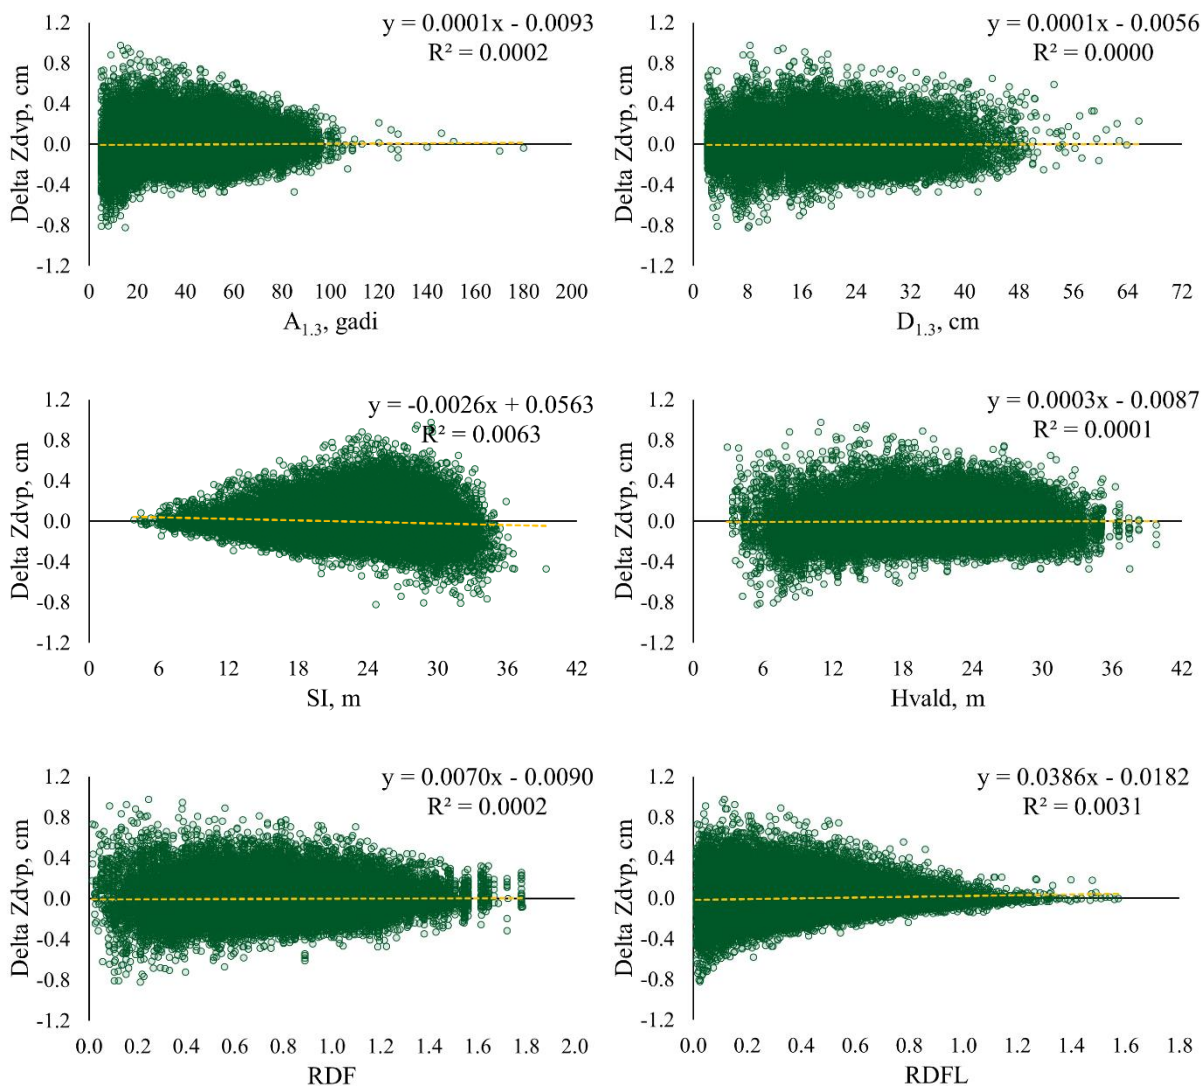 y = 0.0001x - 0.0093
R² = 0.0002
Delta Zdvp, cm
1.2
0.8
0.4
0.0
-0.4
-0.8
-1.2
0 20 40 60 80 100 120 140 160 180 200
A1.3, gadi
y = 0.0001x - 0.0056
R² = 0.0000
Delta Zdvp, cm
1.2
0.8
0.4
0.0
-0.4
-0.8
-1.2
0 8 16 24 32 40 48 56 64 72
D1.3, cm
y = -0.0026x + 0.0563
R² = 0.0063
Delta Zdvp, cm
1.2
0.8
0.4
0.0
-0.4
-0.8
-1.2
0 6 12 18 24 30 36 42
SI, m
y = 0.0003x - 0.0087
R² = 0.0001
Delta Zdvp, cm
1.2
0.8
0.4
0.0
-0.4
-0.8
-1.2
0 6 12 18 24 30 36 42
Hvald, m
y = 0.0070x - 0.0090
R² = 0.0002
Delta Zdvp, cm
1.2
0.8
0.4
0.0
-0.4
-0.8
-1.2
0.0 0.2 0.4 0.6 0.8 1.0 1.2 1.4 1.6 1.8 2.0
RDF
y = 0.0386x - 0.0182
R² = 0.0031
Delta Zdvp, cm
1.2
0.8
0.4
0.0
-0.4
-0.8
-1.2
0.0 0.2 0.4 0.6 0.8 1.0 1.2 1.4 1.6 1.8
RDFL